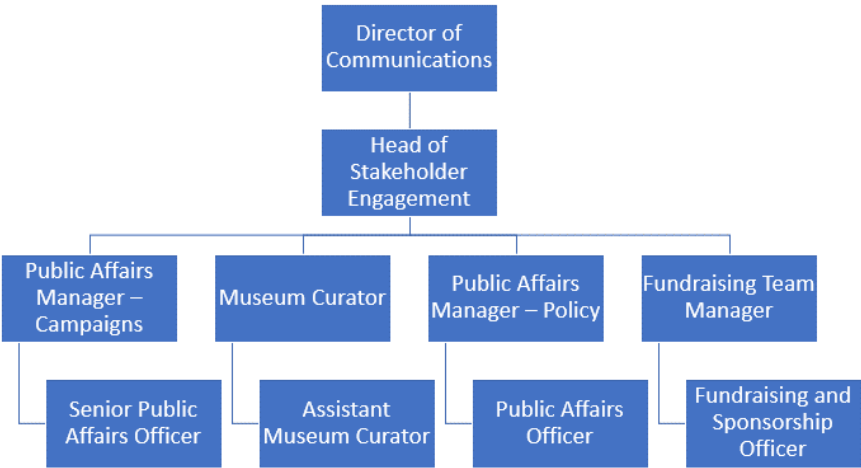 Director of
Communications
Head of
Stakeholder
Engagement
Public Affairs
Manager –
Campaigns
Museum Curator
Public Affairs
Manager – Policy
Fundraising Team
Manager
Senior Public
Affairs Officer
Assistant
Museum Curator
Public Affairs
Officer
Fundraising and
Sponsorship
Officer